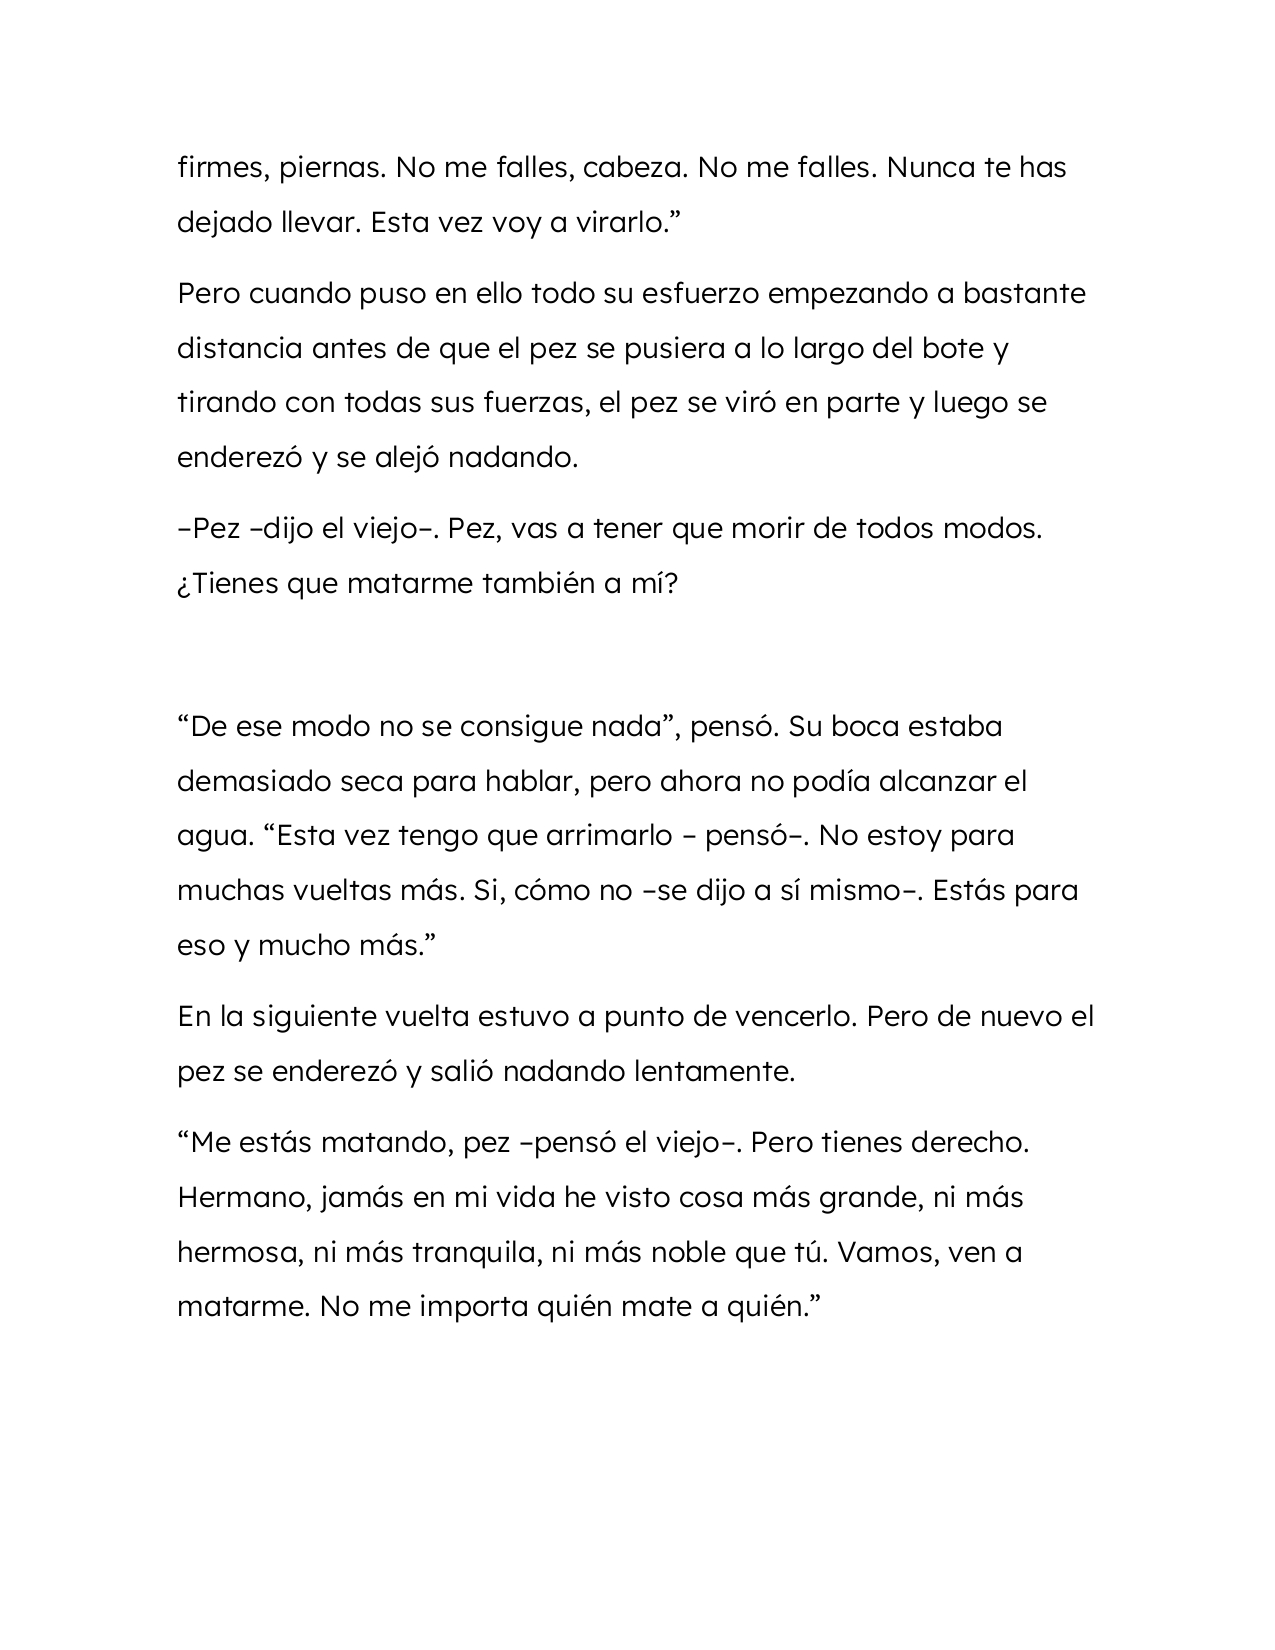 firmes, piernas. No me falles, cabeza. No me falles. Nunca te has
dejado llevar. Esta vez voy a virarlo.”
Pero cuando puso en ello todo su esfuerzo empezando a bastante
distancia antes de que el pez se pusiera a lo largo del bote y
tirando con todas sus fuerzas, el pez se viró en parte y luego se
enderezó y se alejó nadando.
–Pez –dijo el viejo–. Pez, vas a tener que morir de todos modos.
¿Tienes que matarme también a mí?
“De ese modo no se consigue nada”, pensó. Su boca estaba
demasiado seca para hablar, pero ahora no podía alcanzar el
agua. “Esta vez tengo que arrimarlo – pensó–. No estoy para
muchas vueltas más. Si, cómo no –se dijo a sí mismo–. Estás para
eso y mucho más.”
En la siguiente vuelta estuvo a punto de vencerlo. Pero de nuevo el
pez se enderezó y salió nadando lentamente.
“Me estás matando, pez –pensó el viejo–. Pero tienes derecho.
Hermano, jamás en mi vida he visto cosa más grande, ni más
hermosa, ni más tranquila, ni más noble que tú. Vamos, ven a
matarme. No me importa quién mate a quién.”